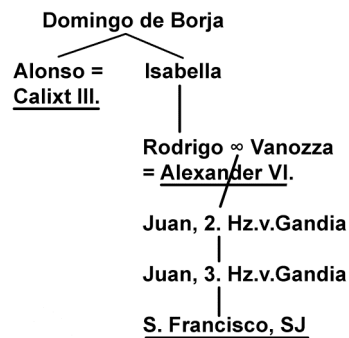 Domingo de Borja
Alonso = Isabella
Calixt III.
Rodrigo ∞ Vanozza
= Alexander VI.
Juan, 2. Hz.v.Gandia
Juan, 3. Hz.v.Gandia
S. Francisco, SJ